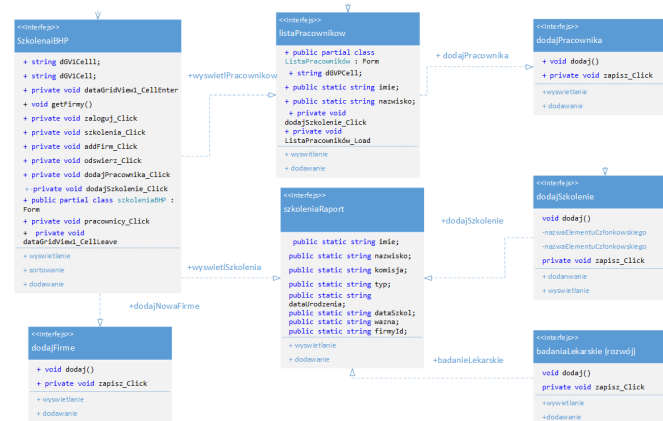 <<Interfejs>>
SzkolenaIBHP
+ string dGV1Cell1;
+ string dGV1Cell;
+ private void dataGridView1_CellEnter
+ void getFirmy()
+ private void zaloguj_Click
+ private void szkolenia_Click
+ private void addFirm_Click
+ private void odswierz_Click
+ private void dodajPracownika_Click
+ private void dodajSzkolenie_Click
+ public partial class szkoleniaBHP :
Form
+ private void pracownicy_Click
+ private void
dataGridView1_CellLeave
+ wyswietlanie
+ sortowanie
+ dodawanie
+wyswietlPracownikow
<<Interfejs>>
listaPracownikow
+ public partial class
ListaPracowników : Form
+ string dGVPCell;
+ public static string imie;
+ public static string nazwisko;
+ private void
dodajSzkolenie_Click
+ private void
ListaPracowników_Load
+ wyswitlanie
+ dodawanie
+ dodajPracownika
<<Interfejs>>
dodajPracownika
+ void dodaj()
+ private void zapisz_Click
+wyswietlanie
+ dodawanie
+wyswietlSzkolenia
<<Interfejs>>
szkoleniaRaport
public static string imie;
public static string nazwisko;
public static string komisja;
public static string typ;
public static string
dataUrodzenia;
public static string dataSzkol;
public static string wazna;
public static string firmyId;
+ wyswietlanie
+ dodawanie
+dodajSzkolenie
<<Interfejs>>
dodajSzkolenie
void dodaj()
-nazwaElementuCzłonkowskiego
-nazwaElementuCzłonkowskiego
private void zapisz_Click
+ dodanwanie
+ wyswietlanie
+dodajNowaFirme
<<Interfejs>>
dodajFirme
+ void dodaj()
+ private void zapisz_Click
+ wyswietlanie
+ dodawanie
+badanieLekarskie
<<Interfejs>>
badaniaLekarskie (rozwój)
void dodaj()
private void zapisz_Click
+wywietlanie
+dodawanie